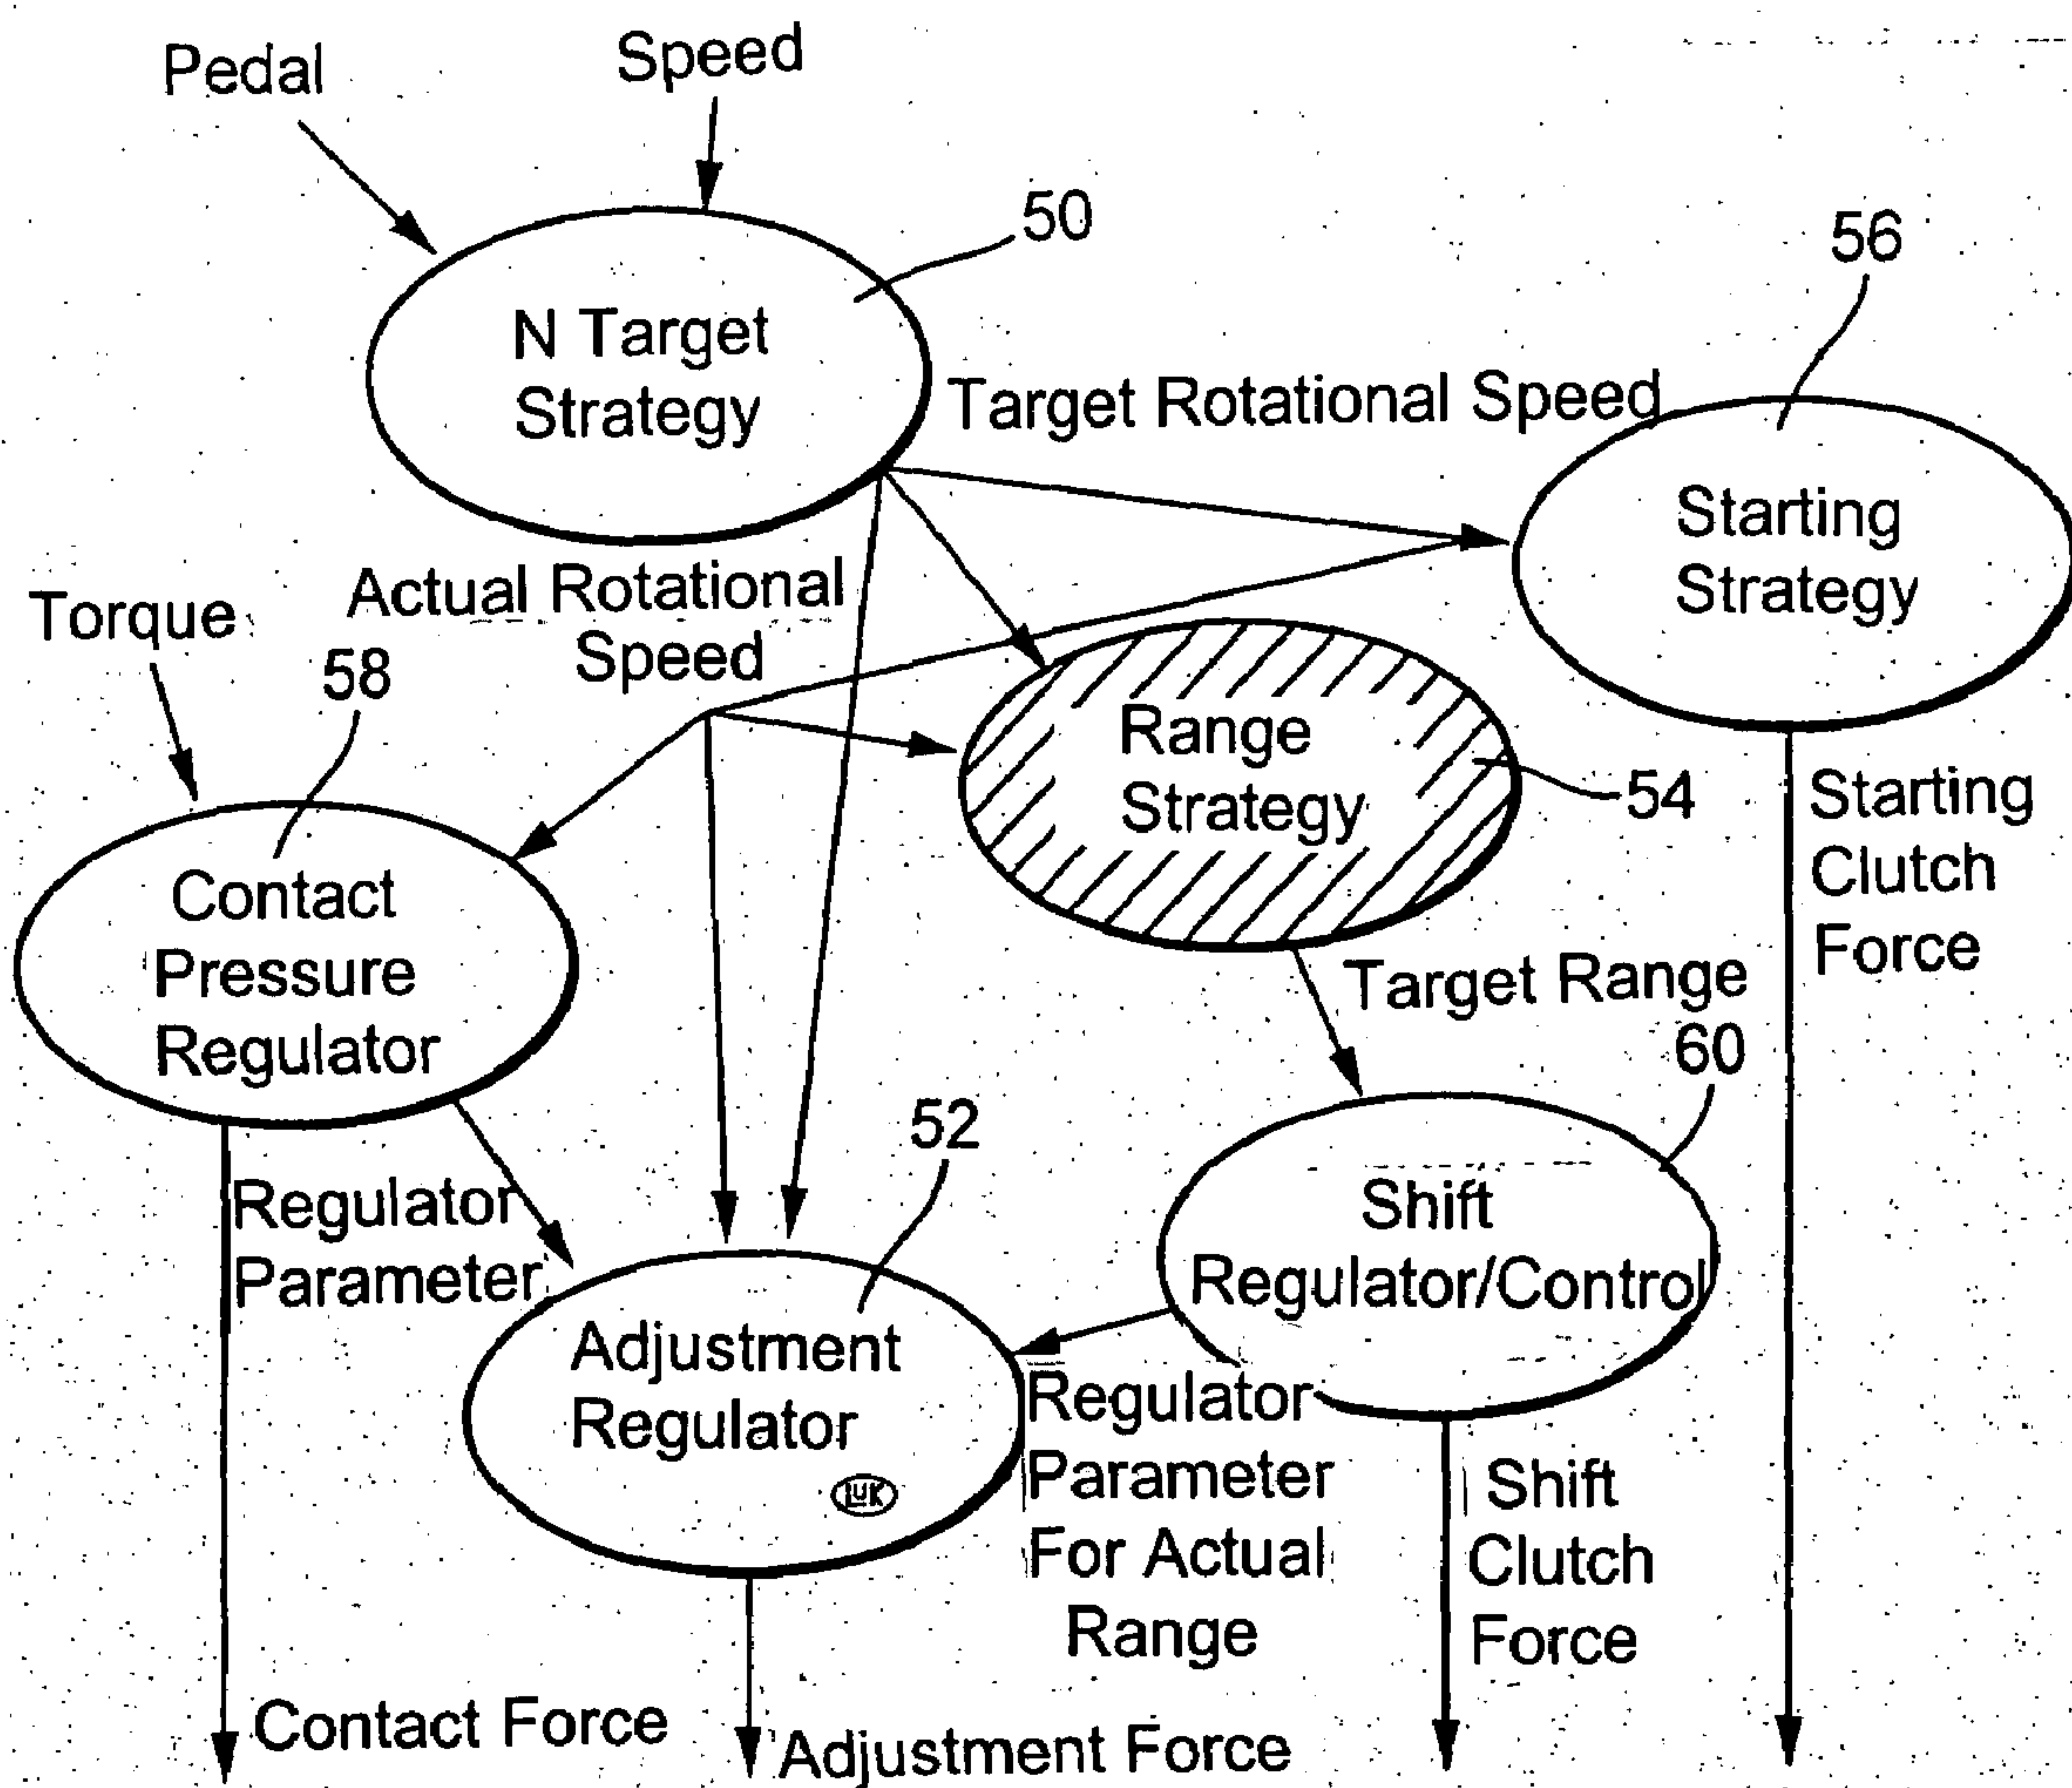 Pedal
Speed
50
56
N Target
Strategy
Target Rotational Speed
Starting
Strategy
Actual Rotational
Speed
Torque
58
Range
Strategy
54
Starting
Clutch
Force
Contact
Pressure
Regulator
Target Range
60
52
Regulator
Parameter
Shift
Regulator/Control
Adjustment
Regulator
LUK
Regulator
Parameter
For Actual
Range
Shift
Clutch
Force
Contact Force
Adjustment Force